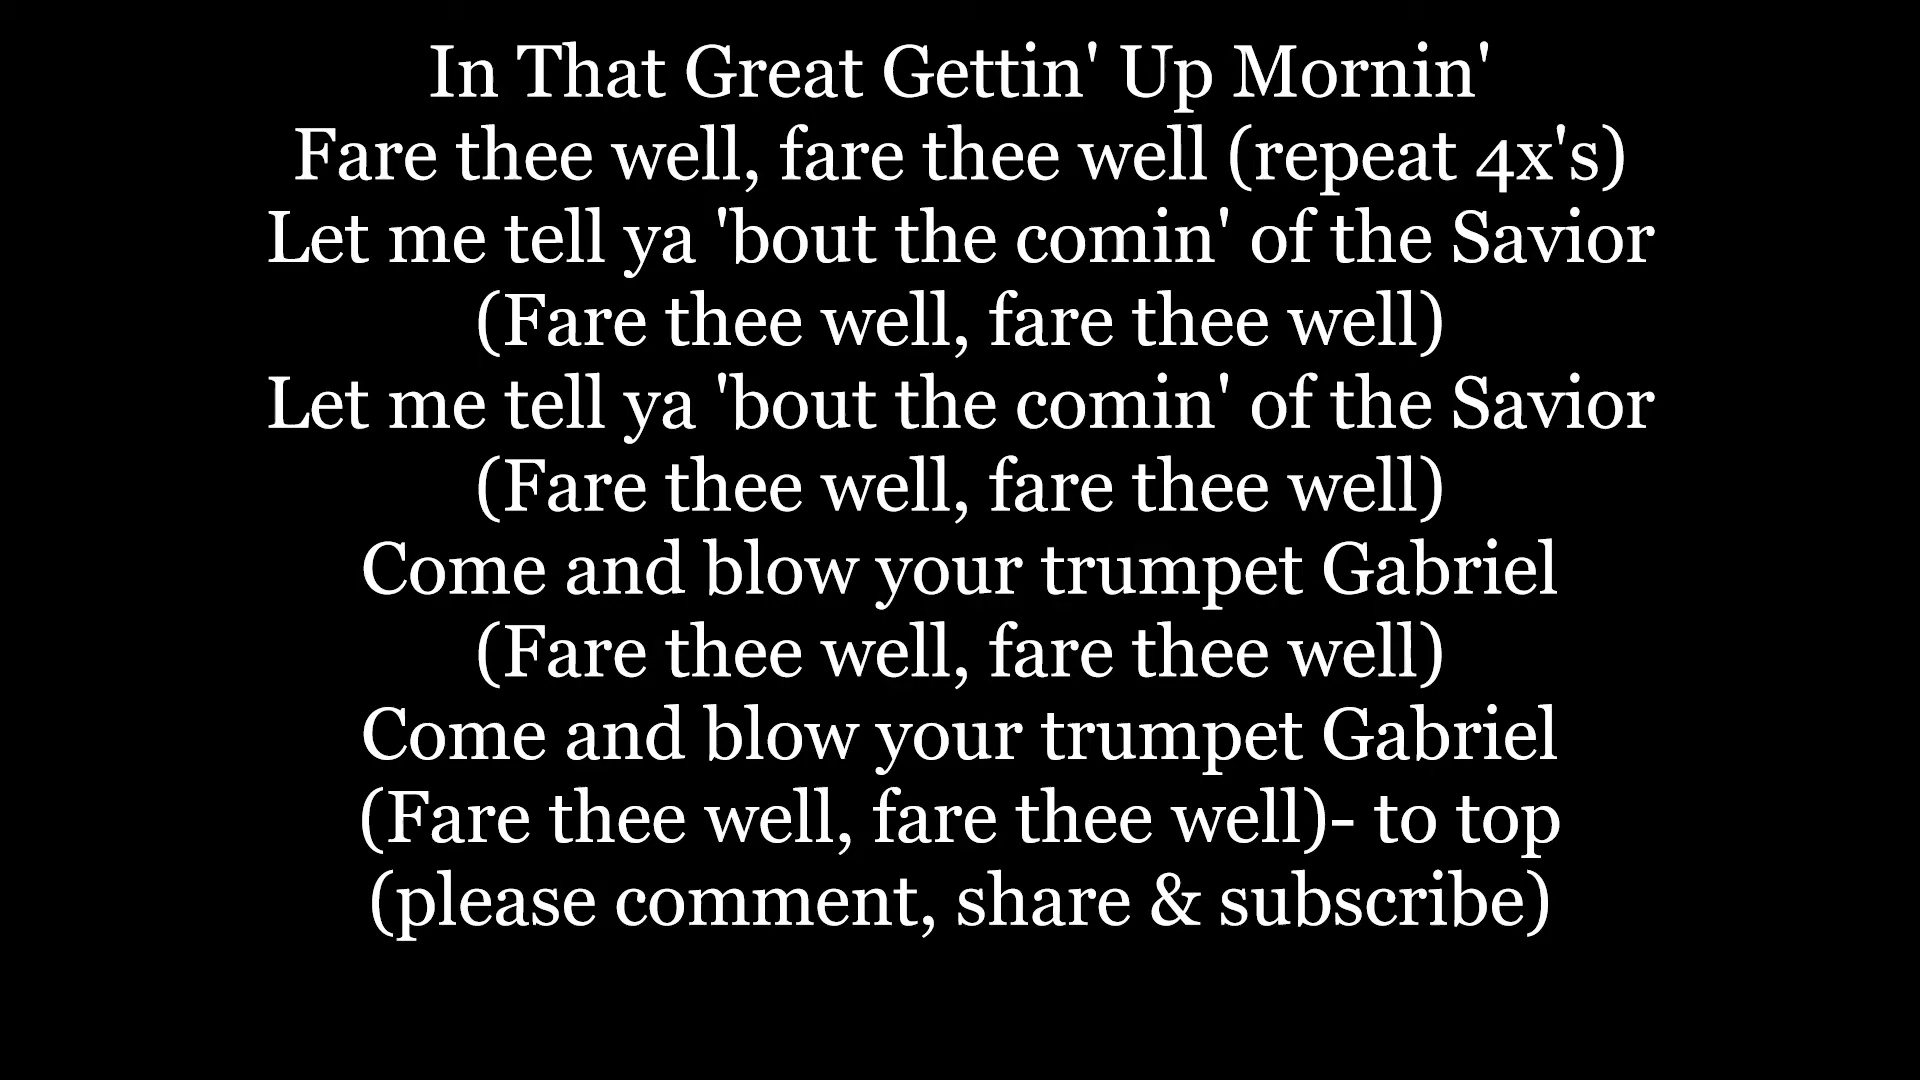 In That Great Gettin' Up Mornin'
Fare thee well, fare thee well (repeat 4x's)
Let me tell ya 'bout the comin' of the Savior
(Fare thee well, fare thee well)
Let me tell ya 'bout the comin' of the Savior
(Fare thee well, fare thee well)
Come and blow your trumpet Gabriel
(Fare thee well, fare thee well)
Come and blow your trumpet Gabriel
(Fare thee well, fare thee well)- to top
(please comment, share & subscribe)